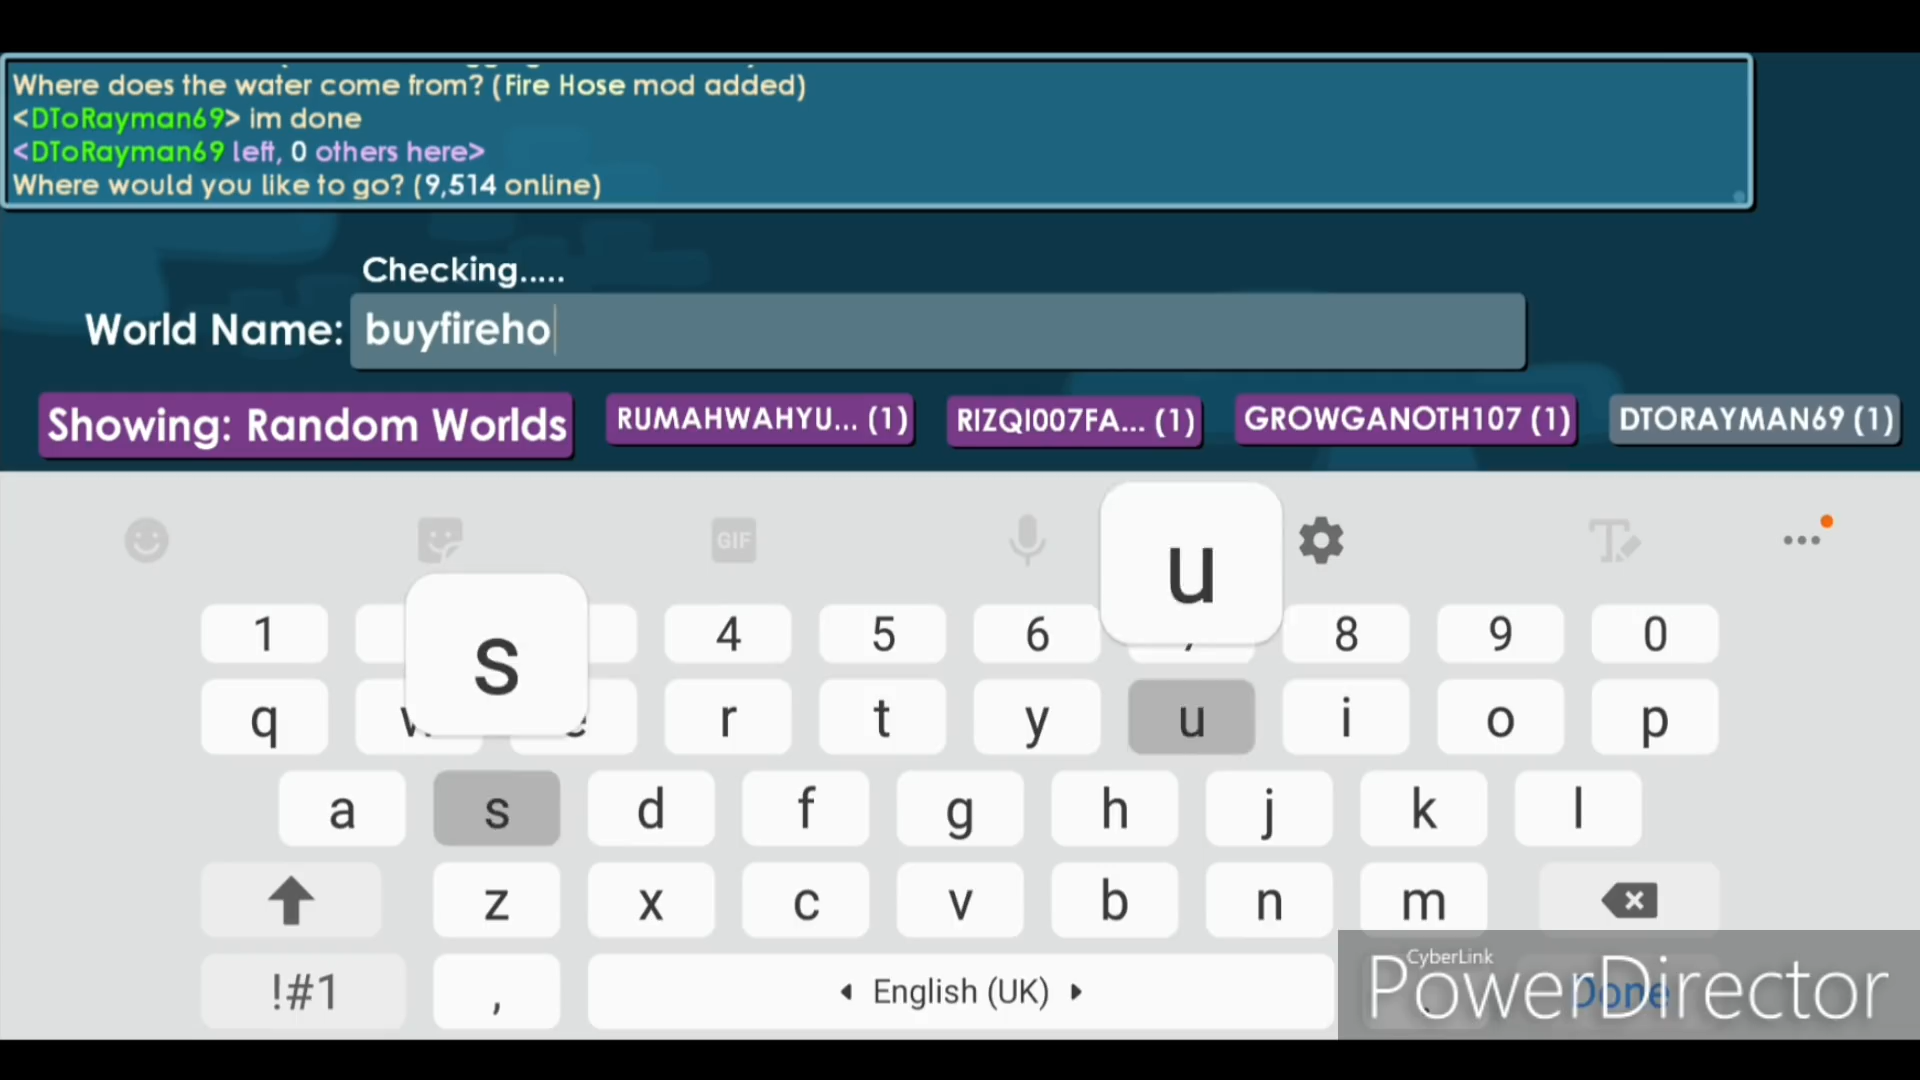 Where does the water come from? (Fire Hose mod added)
<DToRayman69> im done
<DToRayman69 left, 0 others here>
Where would you like to go? (9,514 online)
Checking.....
World Name: buyfireho
Showing: Random Worlds RUMAHWAHYU... (1) RIZQI007FA... (1) GROWGANOTH107 (1) DTORAYMAN69 (1)
GIF
u
s
1 4 5 6 8 9 0
q r t y u i o p
a s d f g h j k l
z x c v b n m
!#1 , English (UK) Done
CyberLink
PowerDirector